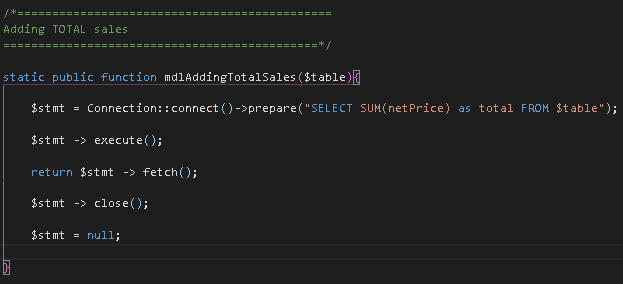 /*=============================================
Adding TOTAL sales
=============================================*/
static public function mdlAddingTotalSales($table){
$stmt = Connection::connect()->prepare("SELECT SUM(netPrice) as total FROM $table");
$stmt -> execute();
return $stmt -> fetch();
$stmt -> close();
$stmt = null;
}